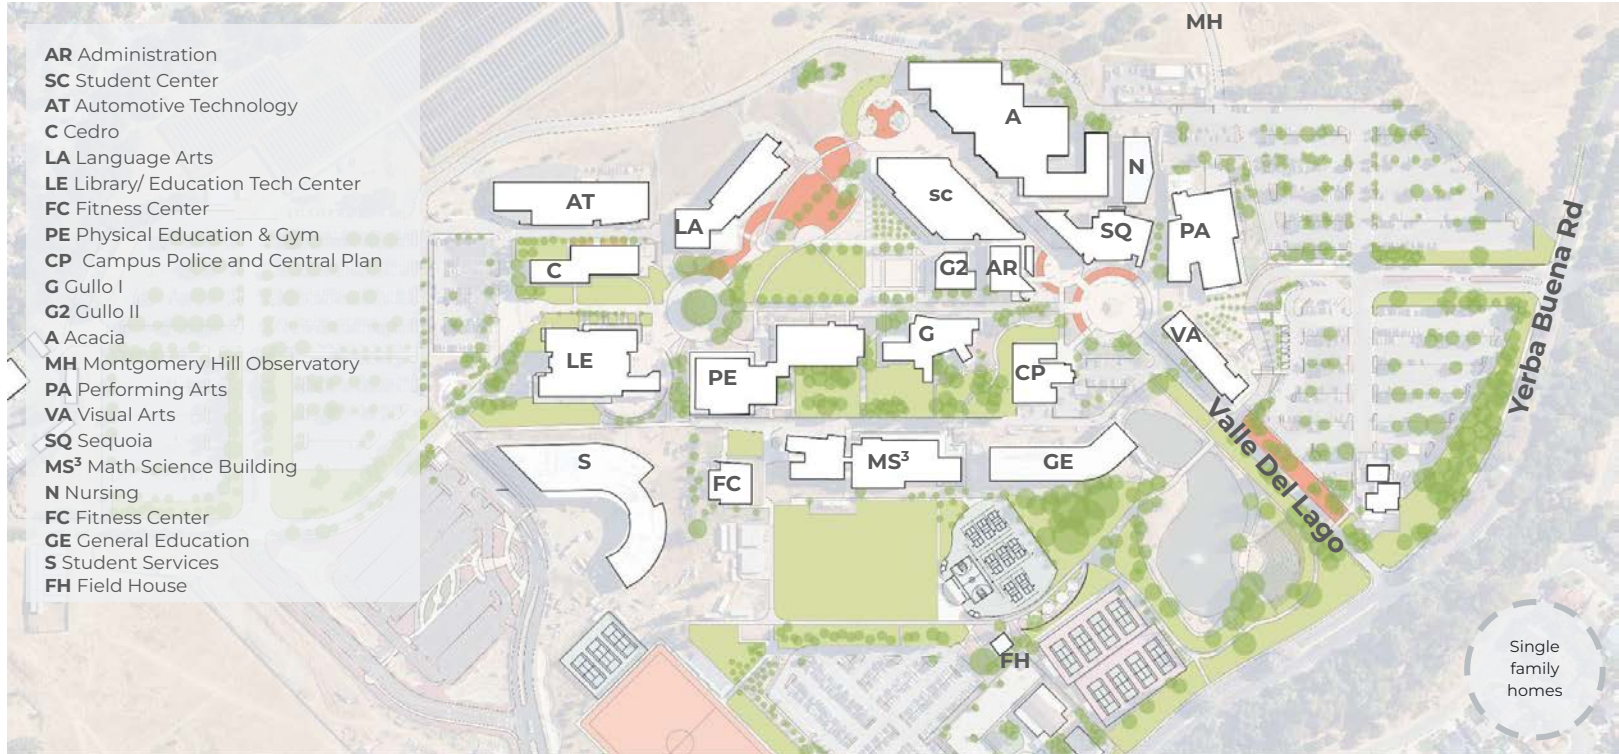 AR Administration
SC Student Center
AT Automotive Technology
C Cedro
LA Language Arts
LE Library/ Education Tech Center
FC Fitness Center
PE Physical Education & Gym
CP Campus Police and Central Plan
G Gullo I
G2 Gullo II
A Acacia
MH Montgomery Hill Observatory
PA Performing Arts
VA Visual Arts
SQ Sequoia
MS³ Math Science Building
N Nursing
FC Fitness Center
GE General Education
S Student Services
FH Field House
MH
A
N
AT
LA
SC
SQ
PA
C
G2
AR
LE
PE
G
CP
VA
S
FC
MS³
GE
FH
Valle Del Lago
Yerba Buena Rd
Single
family
homes